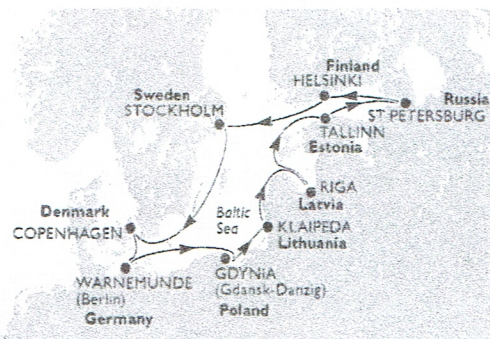 Finland
HELSINKI
Sweden
STOCKHOLM
Russia
ST PETERSBURG
TALLINN
Estonia
RIGA
Latvia
Denmark
COPENHAGEN
Baltic
Sea
KLAIPEDA
Lithuania
WARNEMUNDE
(Berlin)
Germany
GDYNIA
(Gdansk-Danzig)
Poland